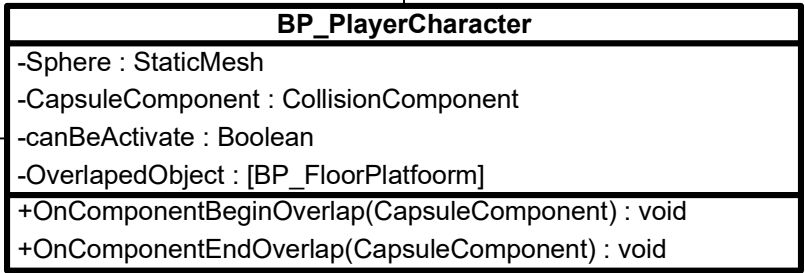 BP_PlayerCharacter
-Sphere : StaticMesh
-CapsuleComponent : CollisionComponent
-canBeActivate : Boolean
-OverlapedObject : [BP_FloorPlatfoorm]
+OnComponentBeginOverlap(CapsuleComponent) : void
+OnComponentEndOverlap(CapsuleComponent) : void